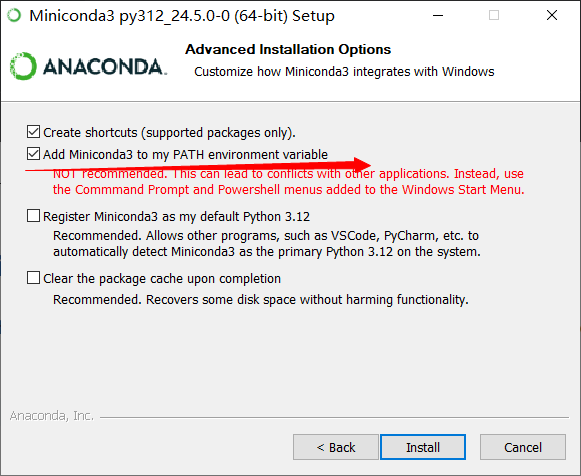 Miniconda3 py312_24.5.0-0 (64-bit) Setup
Advanced Installation Options
Customize how Miniconda3 integrates with Windows
ANACONDA.
Create shortcuts (supported packages only).
Add Miniconda3 to my PATH environment variable
NOT recommended. This can lead to conflicts with other applications. Instead, use
the Commmand Prompt and Powershell menus added to the Windows Start Menu.
Register Miniconda3 as my default Python 3.12
Recommended. Allows other programs, such as VSCode, PyCharm, etc. to
automatically detect Miniconda3 as the primary Python 3.12 on the system.
Clear the package cache upon completion
Recommended. Recovers some disk space without harming functionality.
Anaconda, Inc.
< Back
Install
Cancel